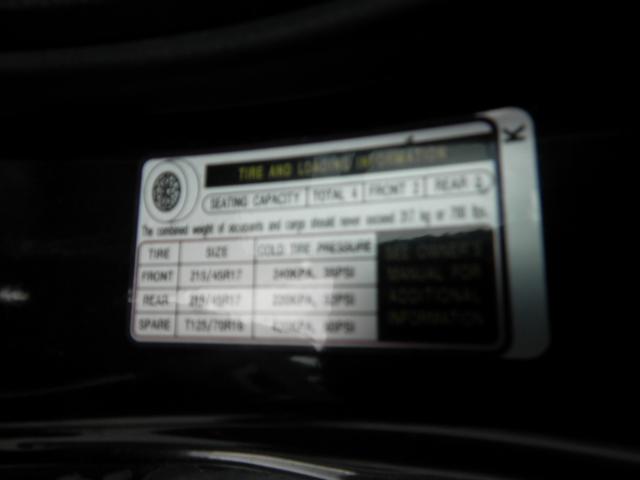 K
TIRE AND LOADING INFORMATION
SEATING CAPACITY TOTAL 4 FRONT 2 REAR 2
The combined weight of occupants and cargo should never exceed 317 kg or 700 lbs.
TIRE SIZE COLD TIRE PRESSURE
FRONT 215/45R17 240KPA, 35PSI
REAR 215/45R17 220KPA, 32PSI
SPARE T125/70R16 420KPA, 60PSI
SEE OWNER'S
MANUAL FOR
ADDITIONAL
INFORMATION